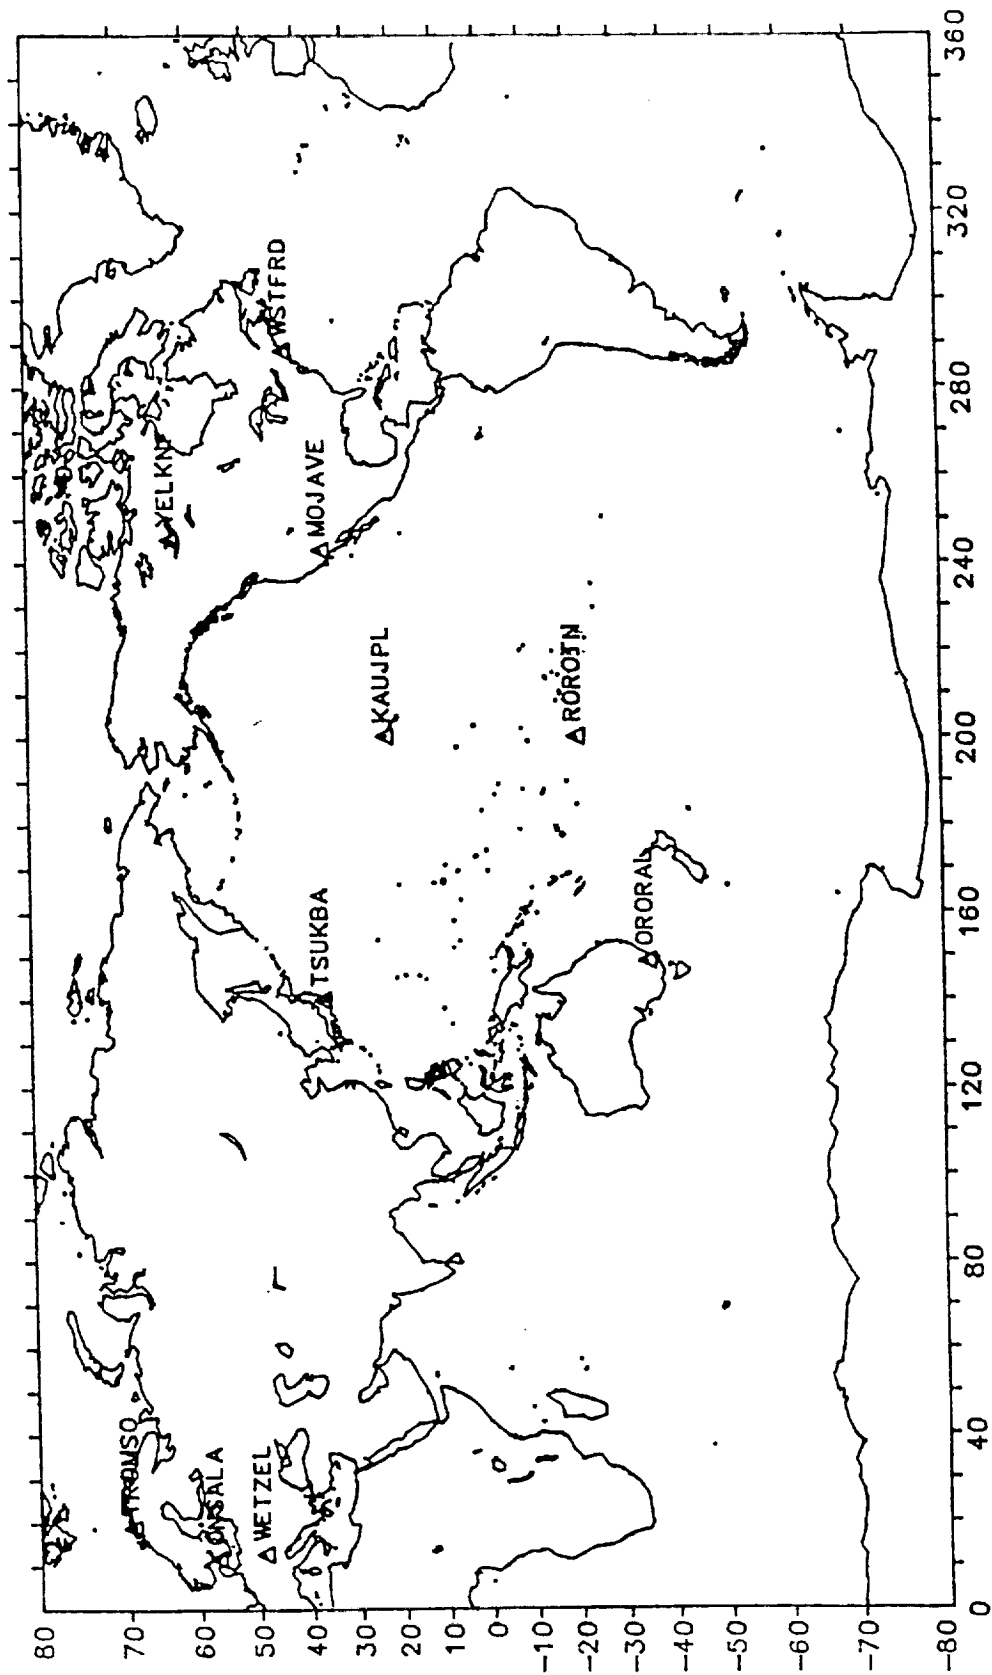 80
70
60
50
40
30
20
10
0
-10
-20
-30
-40
-50
-60
-70
-80
0
40
80
120
160
200
240
280
320
360
TROMSO
ONSALA
WETZEL
TSUKBA
ORORAL
KAUJPL
ROROTN
YELKNF
MOJAVE
WSTFRD